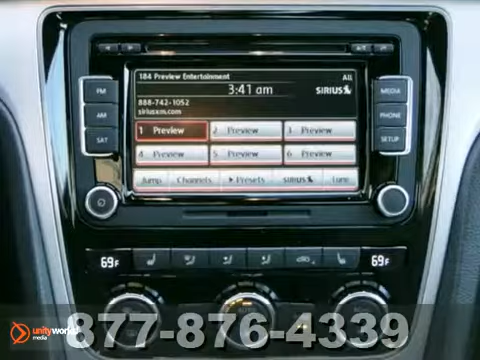 184 Preview Entertainment All
3:41 am SIRIUS
888-742-1052
siriusxm.com
1 Preview 2 Preview 3 Preview
4 Preview 5 Preview 6 Preview
Jump Channels Presets SIRIUS Tune
FM
AM
SAT
MEDIA
PHONE
SETUP
69F 69F
AUTO
unityworks
media
877-876-4339